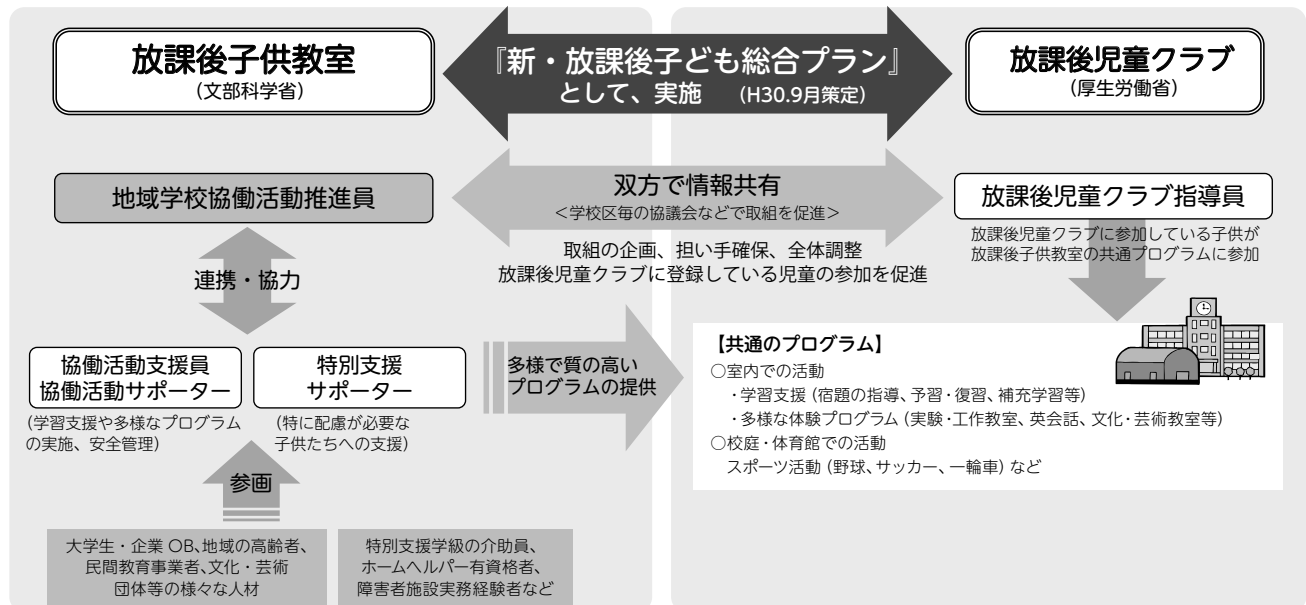 放課後子供教室
(文部科学省)
『新・放課後子ども総合プラン』
として、実施 (H30.9月策定)
放課後児童クラブ
(厚生労働省)
地域学校協働活動推進員
双方で情報共有
<学校区毎の協議会などで取組を促進>
取組の企画、担い手確保、全体調整
放課後児童クラブに登録している児童の参加を促進
放課後児童クラブ指導員
放課後児童クラブに参加している子供が
放課後子供教室の共通プログラムに参加
連携・協力
協働活動支援員
協働活動サポーター
(学習支援や多様なプログラム
の実施、安全管理)
特別支援
サポーター
(特に配慮が必要な
子供たちへの支援)
多様で質の高い
プログラムの提供
【共通のプログラム】
○室内での活動
・学習支援(宿題の指導、予習・復習、補充学習等)
・多様な体験プログラム(実験・工作教室、英会話、文化・芸術教室等)
○校庭・体育館での活動
スポーツ活動(野球、サッカー、一輪車)など
参画
大学生・企業 OB、地域の高齢者、
民間教育事業者、文化・芸術
団体等の様々な人材
特別支援学級の介助員、
ホームヘルパー有資格者、
障害者施設実務経験者など